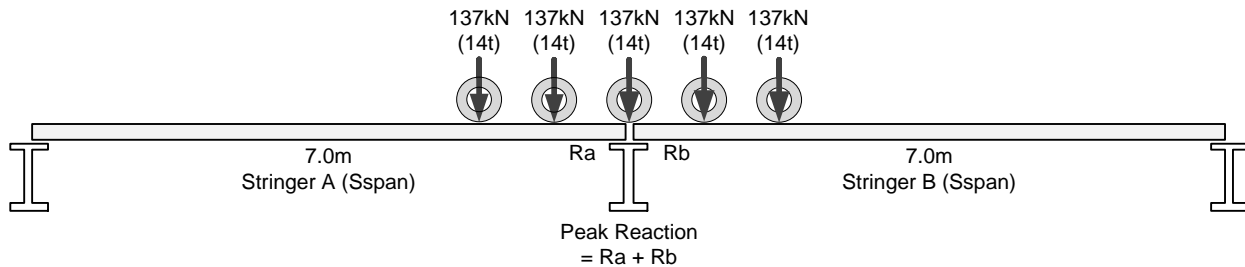 137kN 137kN 137kN 137kN 137kN
(14t) (14t) (14t) (14t) (14t)
7.0m Ra Rb 7.0m
Stringer A (Sspan) Stringer B (Sspan)
Peak Reaction
= Ra + Rb